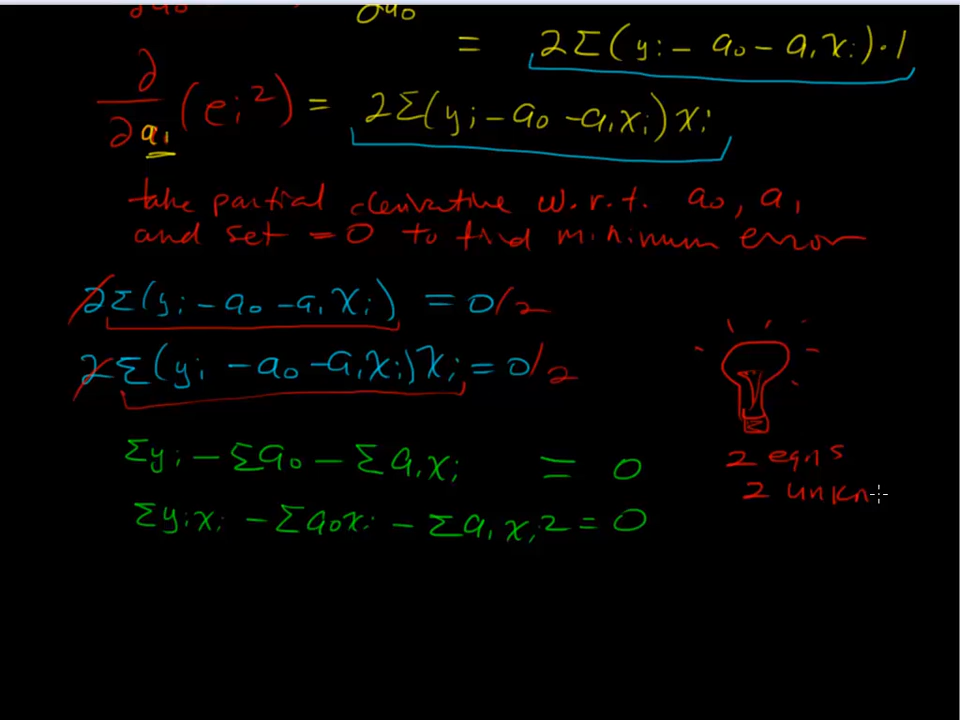 ∂a₀
= 2Σ(yᵢ - a₀ - a₁xᵢ)·1
∂/∂a₁ (eᵢ²) = 2Σ(yᵢ - a₀ - a₁xᵢ)xᵢ
take partial derivative w.r.t. a₀, a₁
and set = 0 to find minimum error
2Σ(yᵢ - a₀ - a₁xᵢ) = 0/2
2Σ(yᵢ - a₀ - a₁xᵢ)xᵢ = 0/2
Σyᵢ - Σa₀ - Σa₁xᵢ = 0
Σyᵢxᵢ - Σa₀xᵢ - Σa₁xᵢ2 = 0
2 eqns
2 unkn